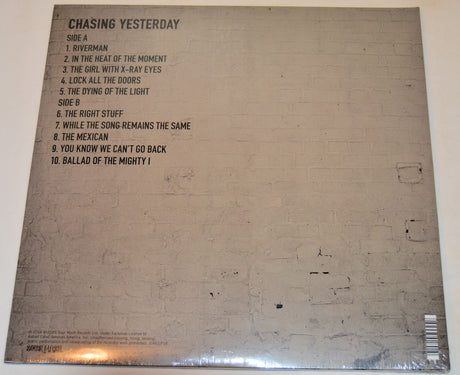 CHASING YESTERDAY
SIDE A
1. RIVERMAN
2. IN THE HEAT OF THE MOMENT
3. THE GIRL WITH X-RAY EYES
4. LOCK ALL THE DOORS
5. THE DYING OF THE LIGHT
SIDE B
6. THE RIGHT STUFF
7. WHILE THE SONG REMAINS THE SAME
8. THE MEXICAN
9. YOU KNOW WE CAN'T GO BACK
10. BALLAD OF THE MIGHTY I